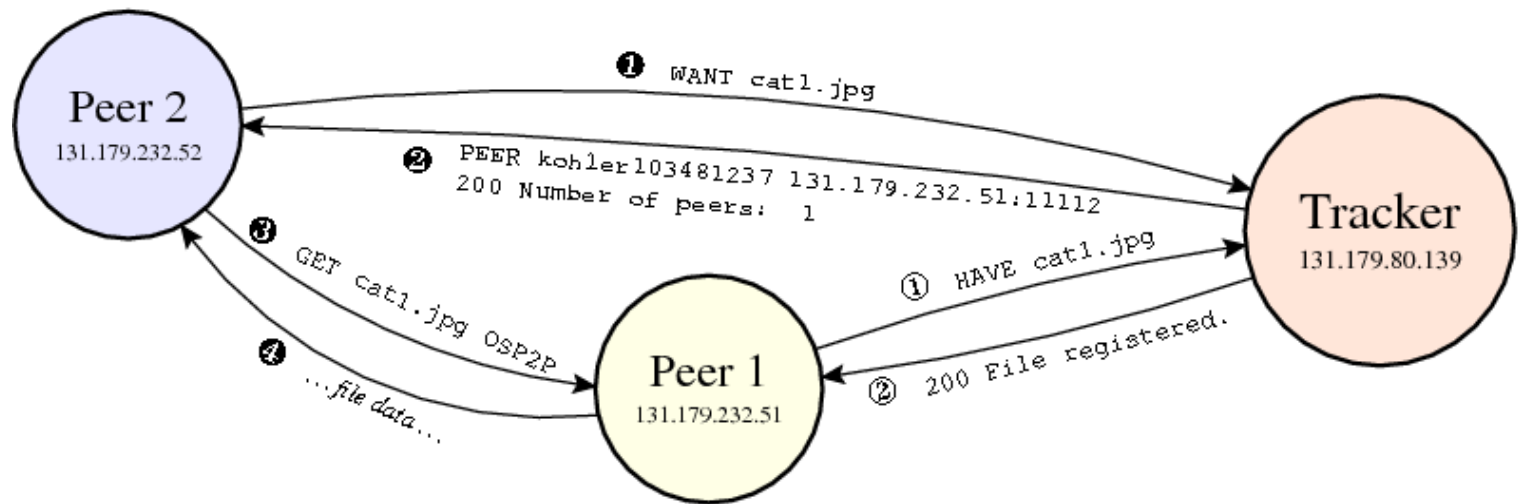 Peer 2
131.179.232.52
❶ WANT cat1.jpg
❷ PEER kohler103481237 131.179.232.51:11112
200 Number of peers: 1
Tracker
131.179.80.139
❸ GET cat1.jpg OSP2P
❹ ...file data...
① HAVE cat1.jpg
② 200 File registered.
Peer 1
131.179.232.51